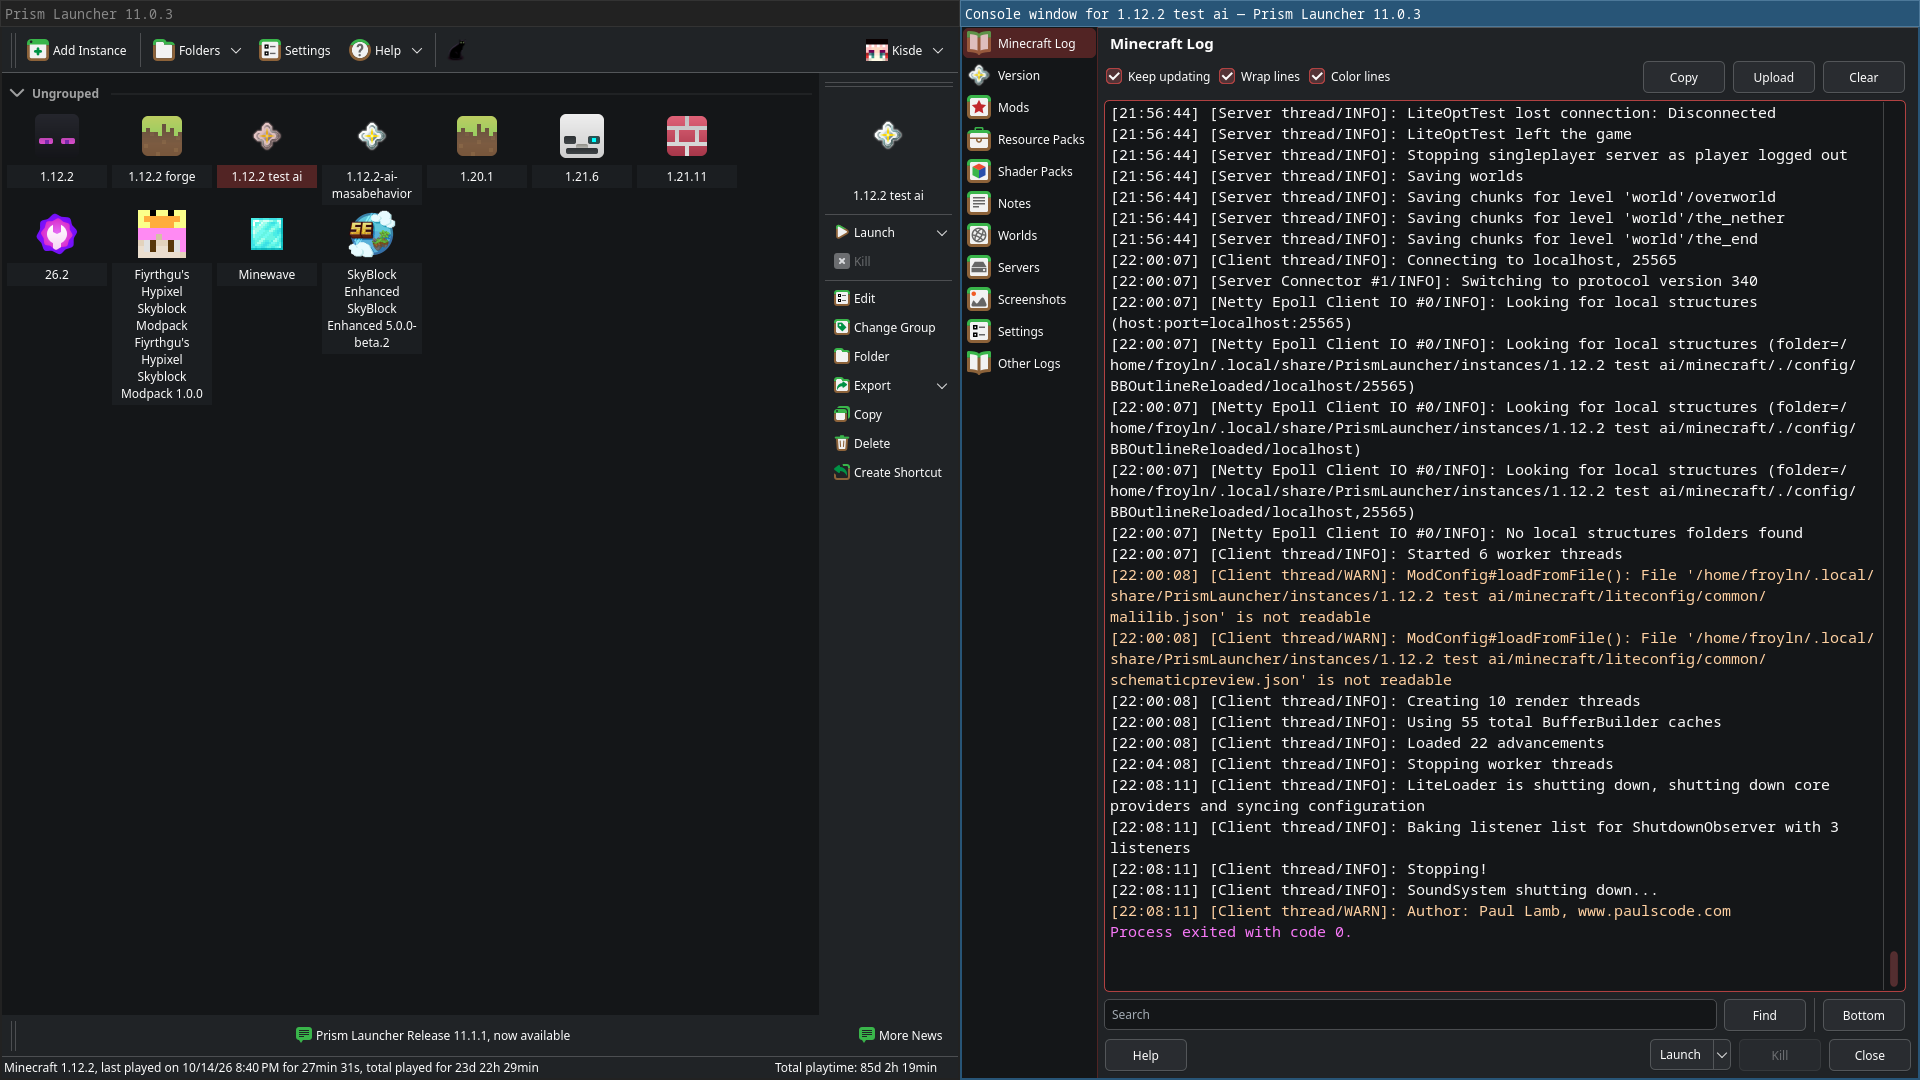 Prism Launcher 11.0.3
Add Instance
Folders
Settings
Help
Kisde
Ungrouped
1.12.2
1.12.2 forge
1.12.2 test ai
1.12.2-ai-
masabehavior
1.20.1
1.21.6
1.21.11
26.2
Fiyrthgu's
Hypixel
Skyblock
Modpack
Fiyrthgu's
Hypixel
Skyblock
Modpack 1.0.0
Minewave
SkyBlock
Enhanced
SkyBlock
Enhanced 5.0.0-
beta.2
1.12.2 test ai
Launch
Kill
Edit
Change Group
Folder
Export
Copy
Delete
Create Shortcut
Prism Launcher Release 11.1.1, now available
More News
Minecraft 1.12.2, last played on 10/14/26 8:40 PM for 27min 31s, total played for 23d 22h 29min
Total playtime: 85d 2h 19min
Console window for 1.12.2 test ai — Prism Launcher 11.0.3
Minecraft Log
Version
Mods
Resource Packs
Shader Packs
Notes
Worlds
Servers
Screenshots
Settings
Other Logs
Minecraft Log
Keep updating
Wrap lines
Color lines
Copy
Upload
Clear
[21:56:44] [Server thread/INFO]: LiteOptTest lost connection: Disconnected
[21:56:44] [Server thread/INFO]: LiteOptTest left the game
[21:56:44] [Server thread/INFO]: Stopping singleplayer server as player logged out
[21:56:44] [Server thread/INFO]: Saving worlds
[21:56:44] [Server thread/INFO]: Saving chunks for level 'world'/overworld
[21:56:44] [Server thread/INFO]: Saving chunks for level 'world'/the_nether
[21:56:44] [Server thread/INFO]: Saving chunks for level 'world'/the_end
[22:00:07] [Client thread/INFO]: Connecting to localhost, 25565
[22:00:07] [Server Connector #1/INFO]: Switching to protocol version 340
[22:00:07] [Netty Epoll Client IO #0/INFO]: Looking for local structures
(host:port=localhost:25565)
[22:00:07] [Netty Epoll Client IO #0/INFO]: Looking for local structures (folder=/
home/froyln/.local/share/PrismLauncher/instances/1.12.2 test ai/minecraft/./config/
BBOutlineReloaded/localhost/25565)
[22:00:07] [Netty Epoll Client IO #0/INFO]: Looking for local structures (folder=/
home/froyln/.local/share/PrismLauncher/instances/1.12.2 test ai/minecraft/./config/
BBOutlineReloaded/localhost)
[22:00:07] [Netty Epoll Client IO #0/INFO]: Looking for local structures (folder=/
home/froyln/.local/share/PrismLauncher/instances/1.12.2 test ai/minecraft/./config/
BBOutlineReloaded/localhost,25565)
[22:00:07] [Netty Epoll Client IO #0/INFO]: No local structures folders found
[22:00:07] [Client thread/INFO]: Started 6 worker threads
[22:00:08] [Client thread/WARN]: ModConfig#loadFromFile(): File '/home/froyln/.local/
share/PrismLauncher/instances/1.12.2 test ai/minecraft/liteconfig/common/
malilib.json' is not readable
[22:00:08] [Client thread/WARN]: ModConfig#loadFromFile(): File '/home/froyln/.local/
share/PrismLauncher/instances/1.12.2 test ai/minecraft/liteconfig/common/
schematicpreview.json' is not readable
[22:00:08] [Client thread/INFO]: Creating 10 render threads
[22:00:08] [Client thread/INFO]: Using 55 total BufferBuilder caches
[22:00:08] [Client thread/INFO]: Loaded 22 advancements
[22:04:08] [Client thread/INFO]: Stopping worker threads
[22:08:11] [Client thread/INFO]: LiteLoader is shutting down, shutting down core
providers and syncing configuration
[22:08:11] [Client thread/INFO]: Baking listener list for ShutdownObserver with 3
listeners
[22:08:11] [Client thread/INFO]: Stopping!
[22:08:11] [Client thread/INFO]: SoundSystem shutting down...
[22:08:11] [Client thread/WARN]: Author: Paul Lamb, www.paulscode.com
Process exited with code 0.
Search
Find
Bottom
Help
Launch
Kill
Close